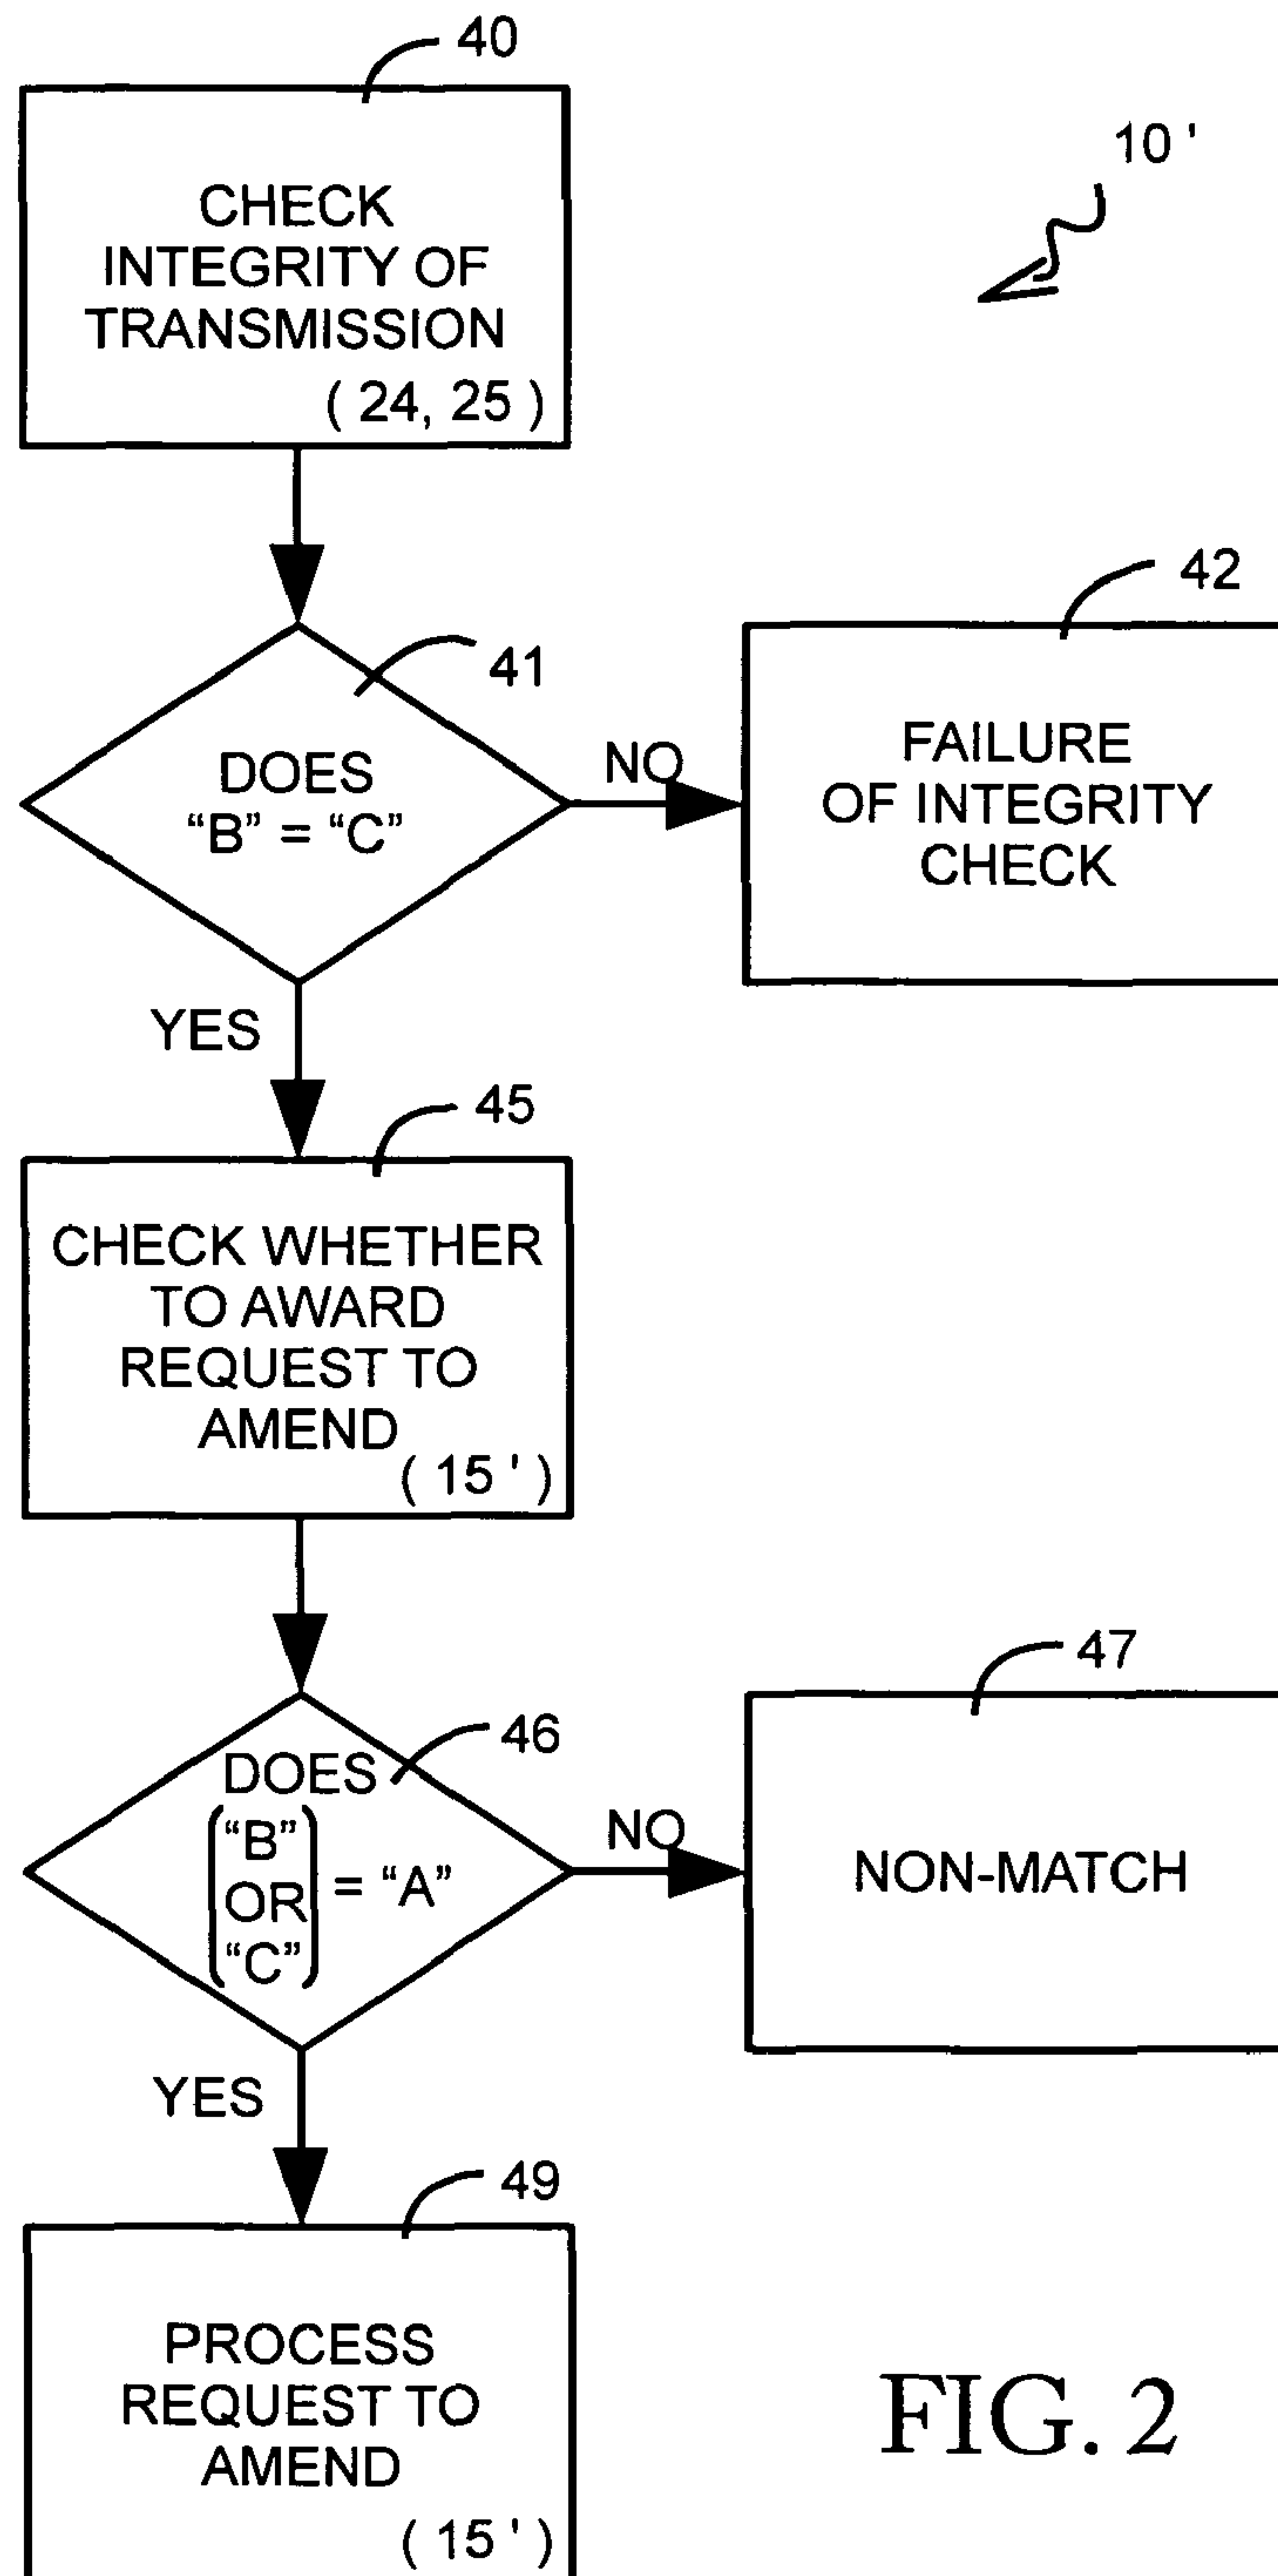 40
CHECK
INTEGRITY OF
TRANSMISSION
( 24, 25 )
10 '
41
DOES
“B” = “C”
NO
42
FAILURE
OF INTEGRITY
CHECK
YES
45
CHECK WHETHER
TO AWARD
REQUEST TO
AMEND
( 15 ' )
46
DOES
“B”
OR = “A”
“C”
NO
47
NON-MATCH
YES
49
PROCESS
REQUEST TO
AMEND
( 15 ' )
FIG. 2